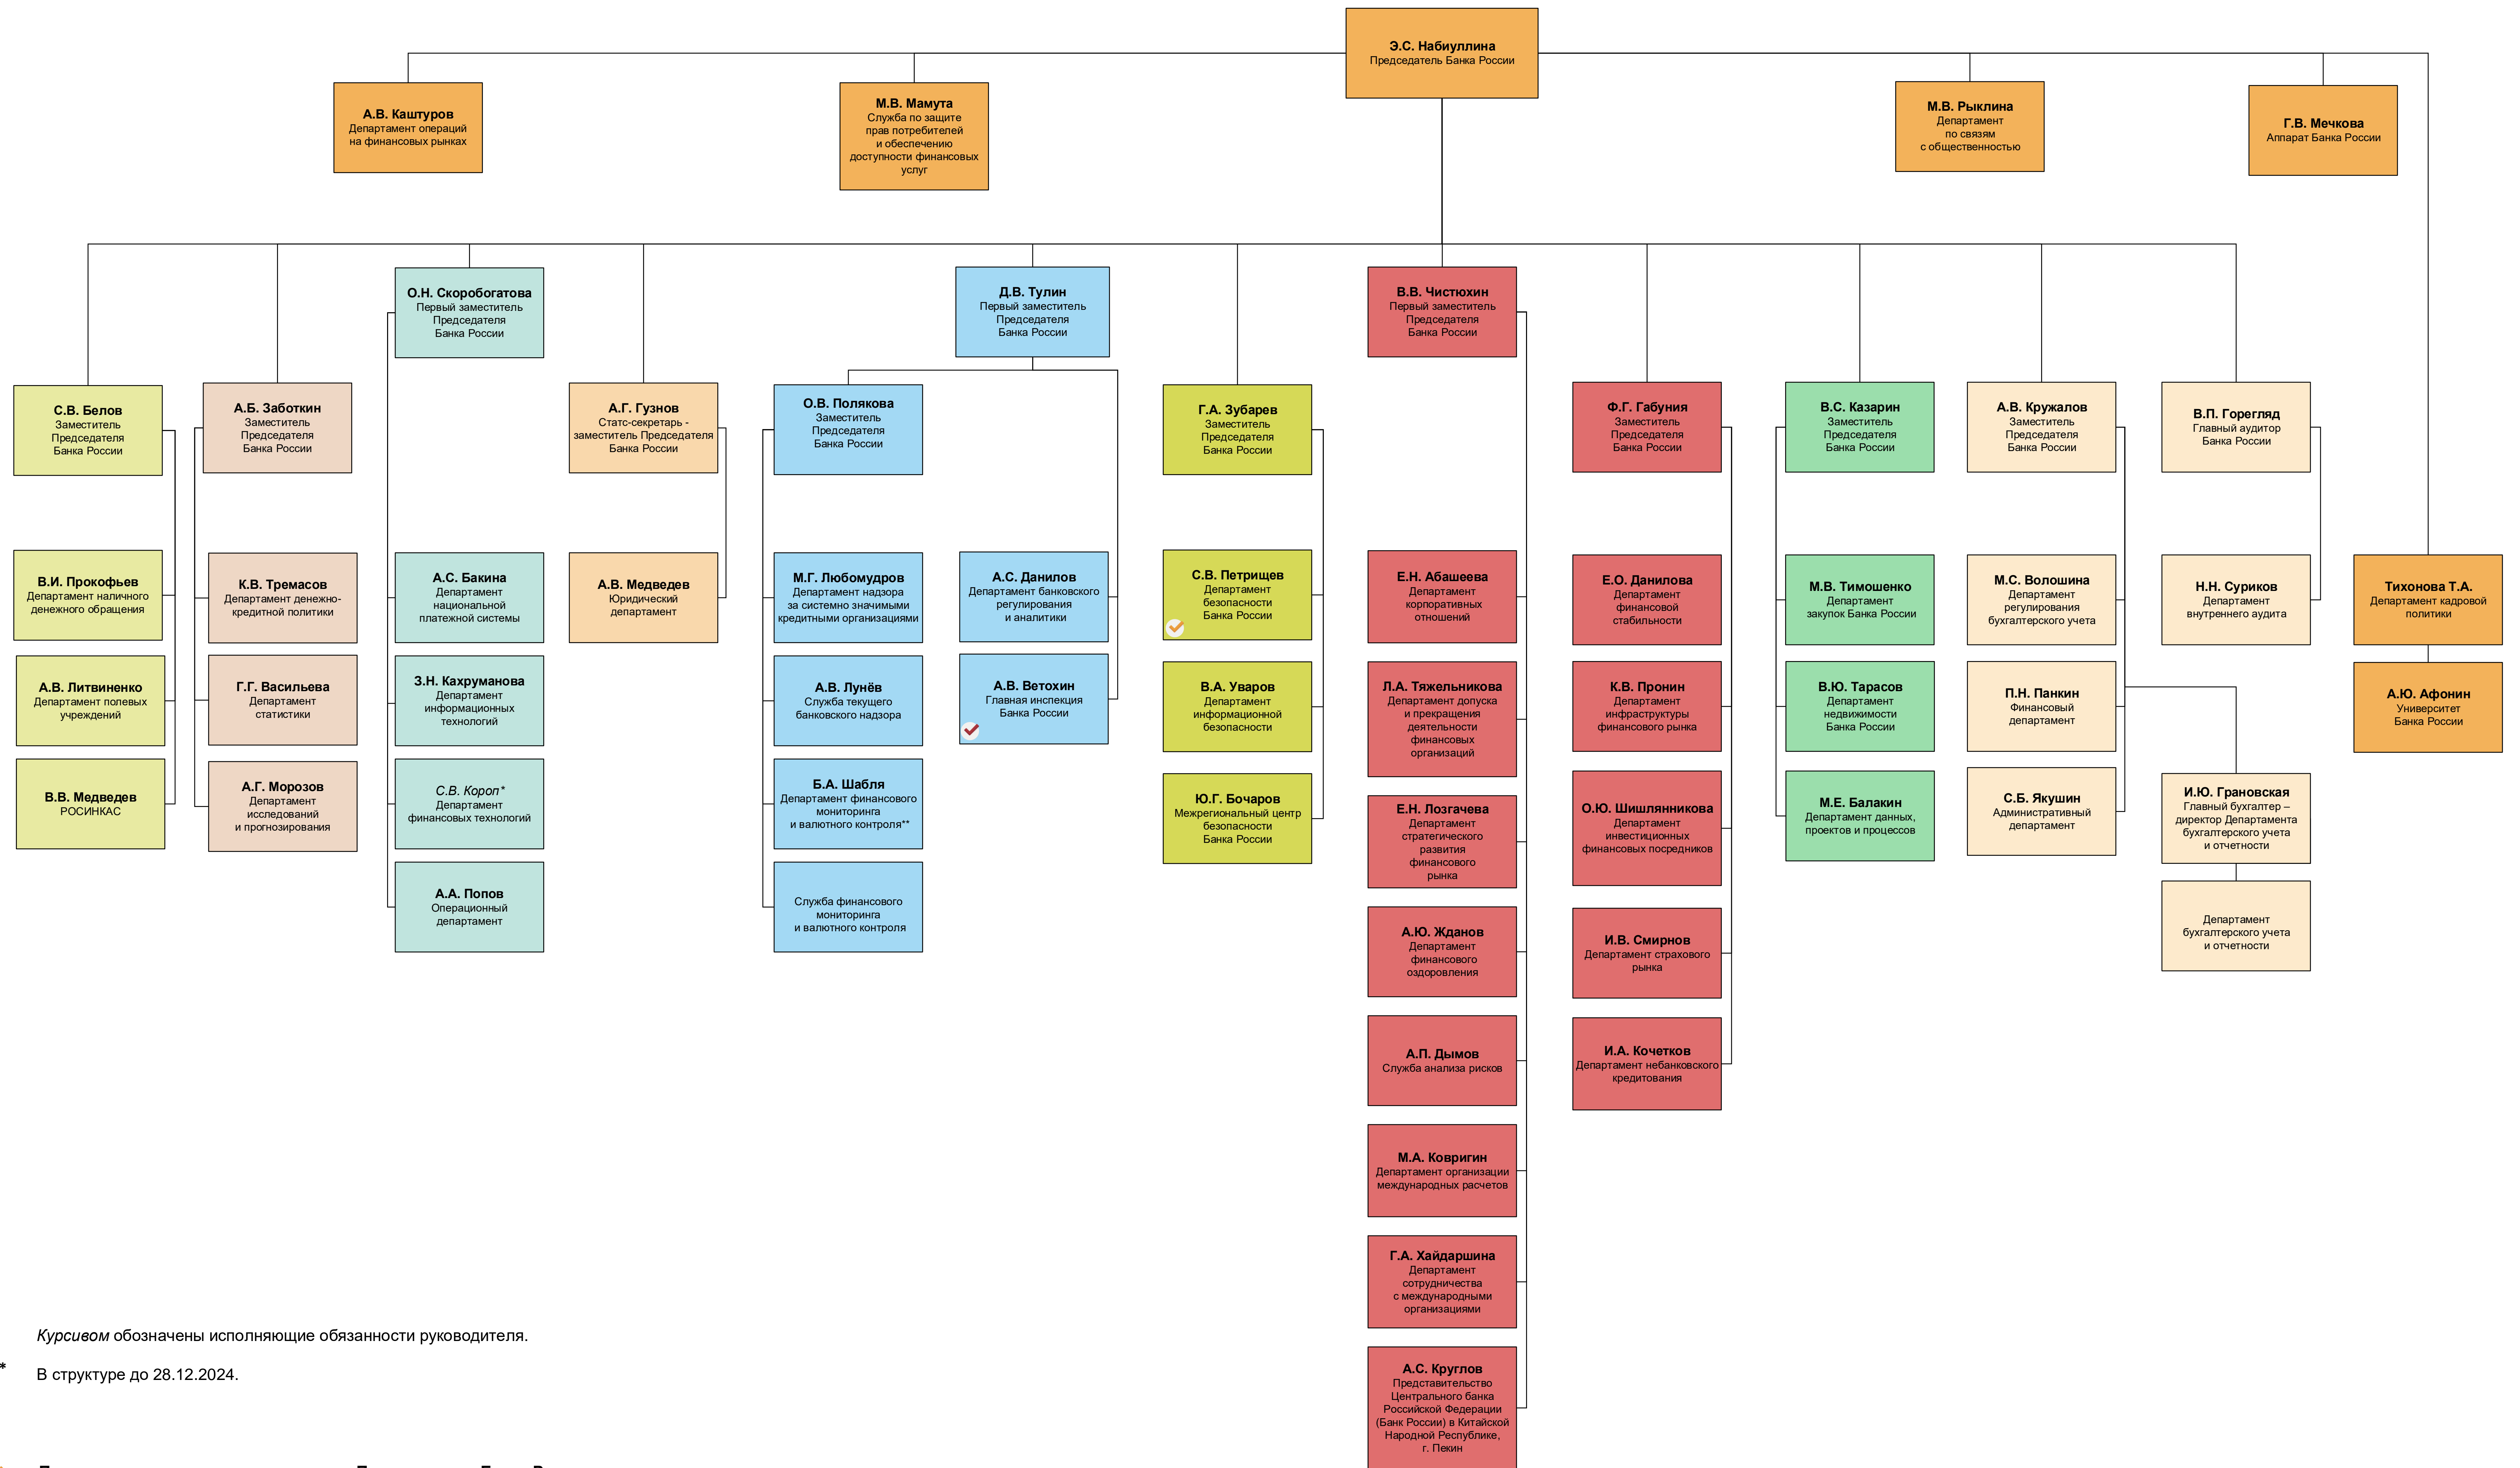 Э.С. Набиуллина
Председатель Банка России
А.В. Каштуров
Департамент операций
на финансовых рынках
М.В. Мамута
Служба по защите
прав потребителей
и обеспечению
доступности финансовых
услуг
М.В. Рыклина
Департамент
по связям
с общественностью
Г.В. Мечкова
Аппарат Банка России
О.Н. Скоробогатова
Первый заместитель
Председателя
Банка России
Д.В. Тулин
Первый заместитель
Председателя
Банка России
В.В. Чистюхин
Первый заместитель
Председателя
Банка России
С.В. Белов
Заместитель
Председателя
Банка России
А.Б. Заботкин
Заместитель
Председателя
Банка России
А.Г. Гузнов
Статс-секретарь -
заместитель Председателя
Банка России
О.В. Полякова
Заместитель
Председателя
Банка России
Г.А. Зубарев
Заместитель
Председателя
Банка России
Ф.Г. Габуния
Заместитель
Председателя
Банка России
В.С. Казарин
Заместитель
Председателя
Банка России
А.В. Кружалов
Заместитель
Председателя
Банка России
В.П. Горегляд
Главный аудитор
Банка России
В.И. Прокофьев
Департамент наличного
денежного обращения
К.В. Тремасов
Департамент денежно-
кредитной политики
А.С. Бакина
Департамент
национальной
платежной системы
А.В. Медведев
Юридический
департамент
М.Г. Любомудров
Департамент надзора
за системно значимыми
кредитными организациями
А.С. Данилов
Департамент банковского
регулирования
и аналитики
С.В. Петрищев
Департамент
безопасности
Банка России
Е.Н. Абашеева
Департамент
корпоративных
отношений
Е.О. Данилова
Департамент
финансовой
стабильности
М.В. Тимошенко
Департамент
закупок Банка России
М.С. Волошина
Департамент
регулирования
бухгалтерского учета
Н.Н. Суриков
Департамент
внутреннего аудита
Тихонова Т.А.
Департамент кадровой
политики
А.В. Литвиненко
Департамент полевых
учреждений
Г.Г. Васильева
Департамент
статистики
З.Н. Кахруманова
Департамент
информационных
технологий
А.В. Лунёв
Служба текущего
банковского надзора
А.В. Ветохин
Главная инспекция
Банка России
В.А. Уваров
Департамент
информационной
безопасности
Л.А. Тяжельникова
Департамент допуска
и прекращения
деятельности
финансовых
организаций
К.В. Пронин
Департамент
инфраструктуры
финансового рынка
В.Ю. Тарасов
Департамент
недвижимости
Банка России
П.Н. Панкин
Финансовый
департамент
А.Ю. Афонин
Университет
Банка России
В.В. Медведев
РОСИНКАС
А.Г. Морозов
Департамент
исследований
и прогнозирования
С.В. Короп*
Департамент
финансовых технологий
Б.А. Шабля
Департамент финансового
мониторинга
и валютного контроля**
Ю.Г. Бочаров
Межрегиональный центр
безопасности
Банка России
Е.Н. Лозгачева
Департамент
стратегического
развития
финансового
рынка
О.Ю. Шишлянникова
Департамент
инвестиционных
финансовых посредников
М.Е. Балакин
Департамент данных,
проектов и процессов
С.Б. Якушин
Административный
департамент
И.Ю. Грановская
Главный бухгалтер –
директор Департамента
бухгалтерского учета
и отчетности
А.А. Попов
Операционный
департамент
Служба финансового
мониторинга
и валютного контроля
А.Ю. Жданов
Департамент
финансового
оздоровления
И.В. Смирнов
Департамент страхового
рынка
Департамент
бухгалтерского учета
и отчетности
А.П. Дымов
Служба анализа рисков
И.А. Кочетков
Департамент небанковского
кредитования
М.А. Ковригин
Департамент организации
международных расчетов
Г.А. Хайдаршина
Департамент
сотрудничества
с международными
организациями
А.С. Круглов
Представительство
Центрального банка
Российской Федерации
(Банк России) в Китайской
Народной Республике,
г. Пекин
Курсивом обозначены исполняющие обязанности руководителя.
* В структуре до 28.12.2024.